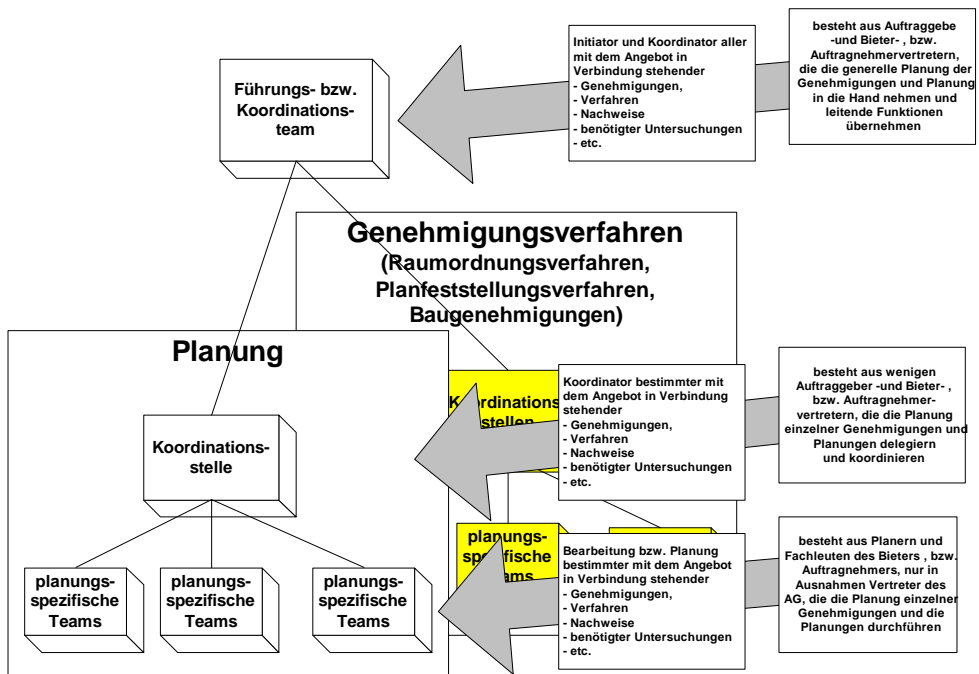 Führungs- bzw.
Koordinations-
team
Initiator und Koordinator aller
mit dem Angebot in
Verbindung stehender
- Genehmigungen,
- Verfahren
- Nachweise
- benötigter Untersuchungen
- etc.
besteht aus Auftraggebe
-und Bieter- , bzw.
Auftragnehmervertretern,
die die generelle Planung der
Genehmigungen und Planung
in die Hand nehmen und
leitende Funktionen
übernehmen
Genehmigungsverfahren
(Raumordnungsverfahren,
Planfeststellungsverfahren,
Baugenehmigungen)
Planung
Koordinations-
stelle
Koordinations
stellen
Koordinator bestimmter mit
dem Angebot in Verbindung
stehender
- Genehmigungen,
- Verfahren
- Nachweise
- benötigter Untersuchungen
- etc.
besteht aus wenigen
Auftraggeber -und Bieter- ,
bzw. Auftragnehmer-
vertretern, die die Planung
einzelner Genehmigungen und
Planungen delegiern
und koordinieren
planungs-
spezifische
Teams
planungs-
spezifische
Teams
planungs-
spezifische
Teams
planungs-
spezifische
Teams
Bearbeitung bzw. Planung
bestimmter mit dem Angebot
in Verbindung stehender
- Genehmigungen,
- Verfahren
- Nachweise
- benötigter Untersuchungen
- etc.
besteht aus Planern und
Fachleuten des Bieters , bzw.
Auftragnehmers, nur in
Ausnahmen Vertreter des
AG, die die Planung einzelner
Genehmigungen und die
Planungen durchführen